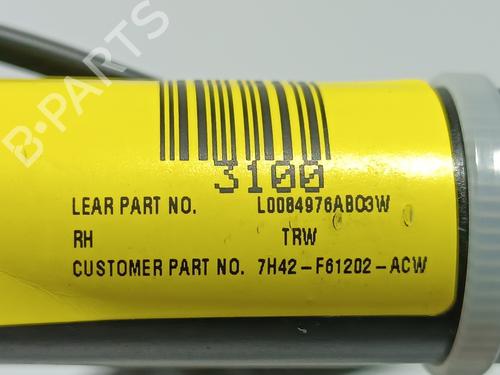 B·PARTS
3100
LEAR PART NO. L0084976AB03W
RH TRW
CUSTOMER PART NO. 7H42-F61202-ACW